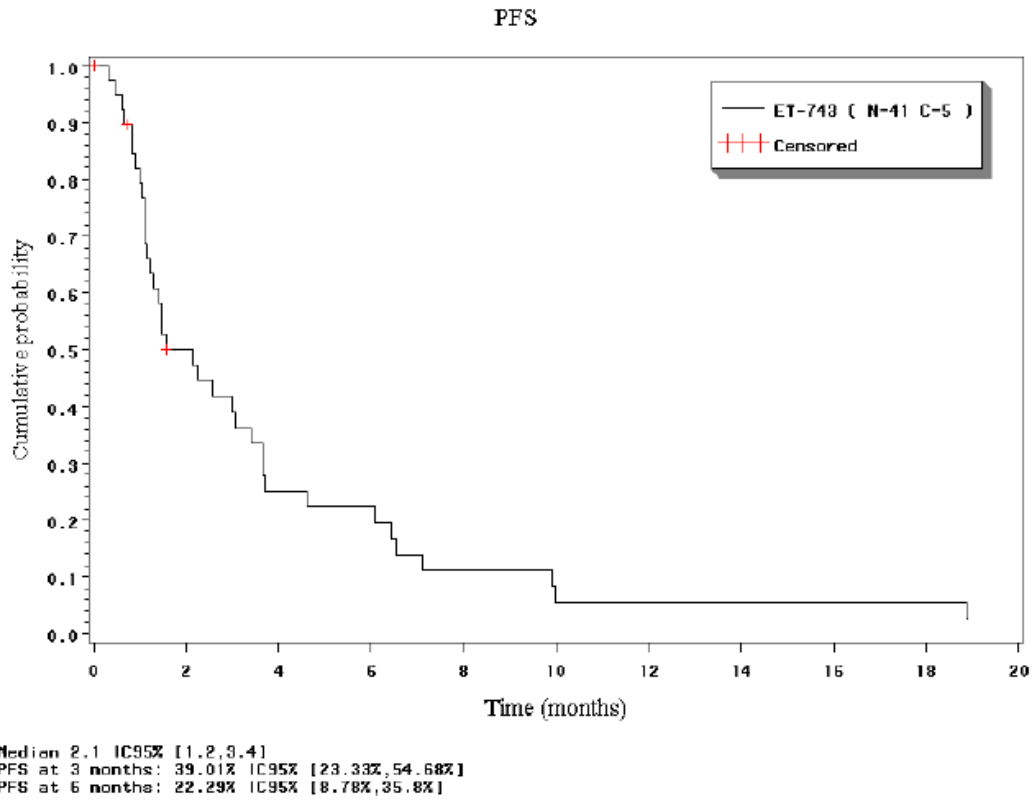 PFS
1.0
0.9
0.8
0.7
0.6
0.5
0.4
0.3
0.2
0.1
0.0
Cumulative probability
ET-743 ( N-41 C-5 )
Censored
0 2 4 6 8 10 12 14 16 18 20
Time (months)
Median 2.1 IC95% [1.2,3.4]
PFS at 3 months: 39.01% IC95% [23.33%,54.68%]
PFS at 6 months: 22.29% IC95% [8.78%,35.8%]